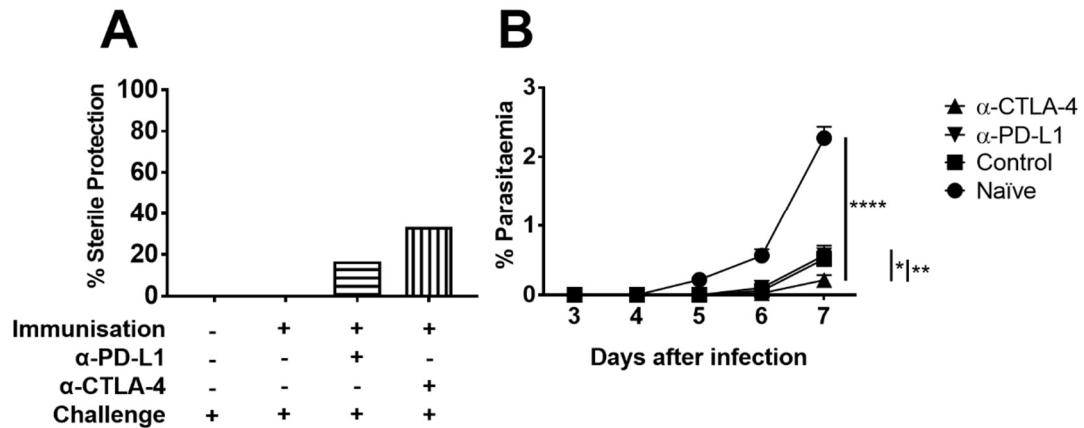 A
% Sterile Protection
100
80
60
40
20
0
Immunisation - + + +
α-PD-L1 - - + -
α-CTLA-4 - - - +
Challenge + + + +
B
% Parasitaemia
3
2
1
0
3 4 5 6 7
Days after infection
****
* **
α-CTLA-4
α-PD-L1
Control
Naïve